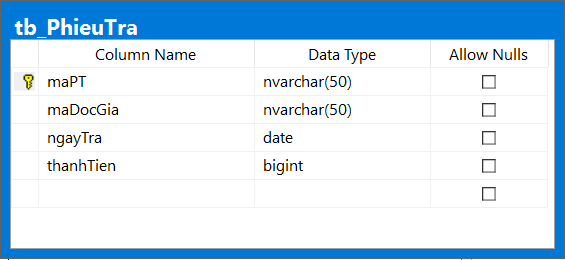 tb_PhieuTra
Column Name Data Type Allow Nulls
maPT nvarchar(50)
maDocGia nvarchar(50)
ngayTra date
thanhTien bigint